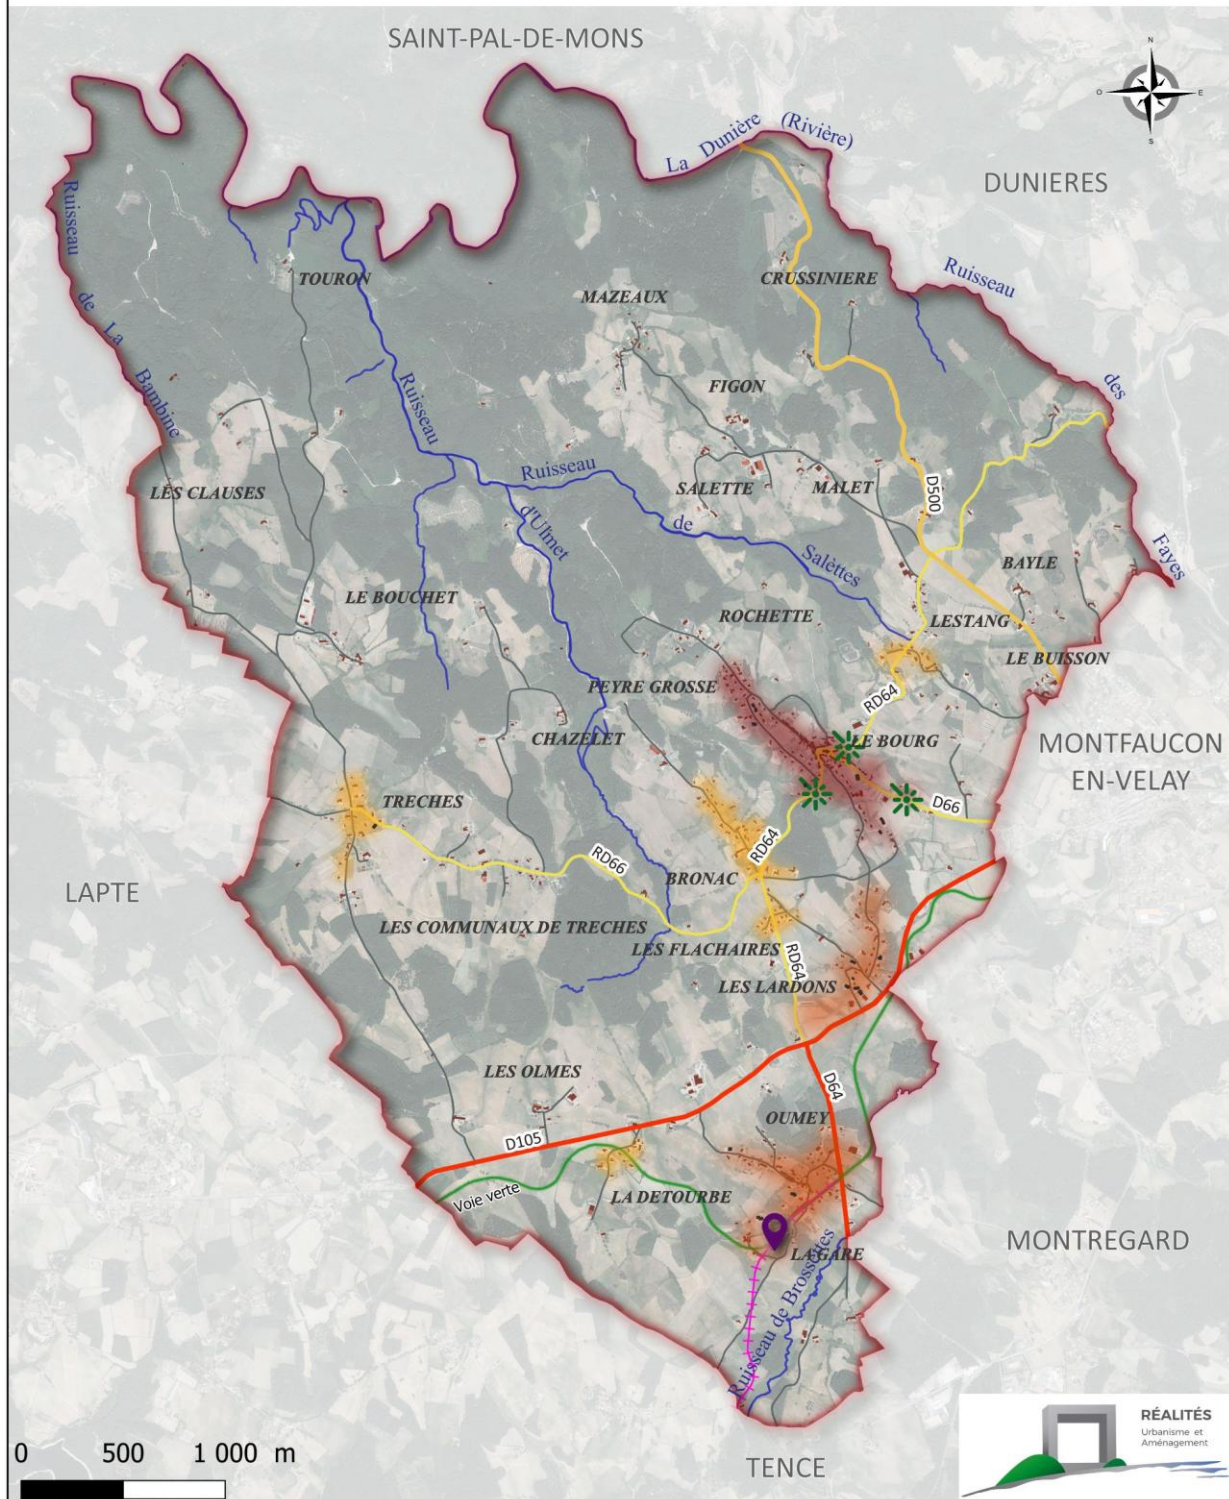 SAINT-PAL-DE-MONS
N
O
E
S
La Dunière (Rivière)
DUNIERES
Ruisseau
de
La
Bambine
TOURON
MAZEAUX
CRUSSINIERE
Ruisseau
des
Fayes
FIGON
Ruisseau
d'Ulmet
Ruisseau
de
Salèttes
LES CLAUSES
SALETTE
MALET
D500
BAYLE
LE BOUCHET
ROCHETTE
LESTANG
LE BUISSON
PEYRE GROSSE
RD64
CHAZELET
LE BOURG
MONTFAUCON
EN-VELAY
TRECHES
D66
RD64
RD66
BRONAC
LAPTE
LES COMMUNAUX DE TRECHES
LES FLACHAIRES
RD64
LES LARDONS
LES OLMES
D64
OUMEY
D105
Voie verte
LA DETOURBE
LA GARE
MONTREGARD
Ruisseau de Brossettes
0 500 1 000 m
TENCE
RÉALITÉS
Urbanisme et
Aménagement